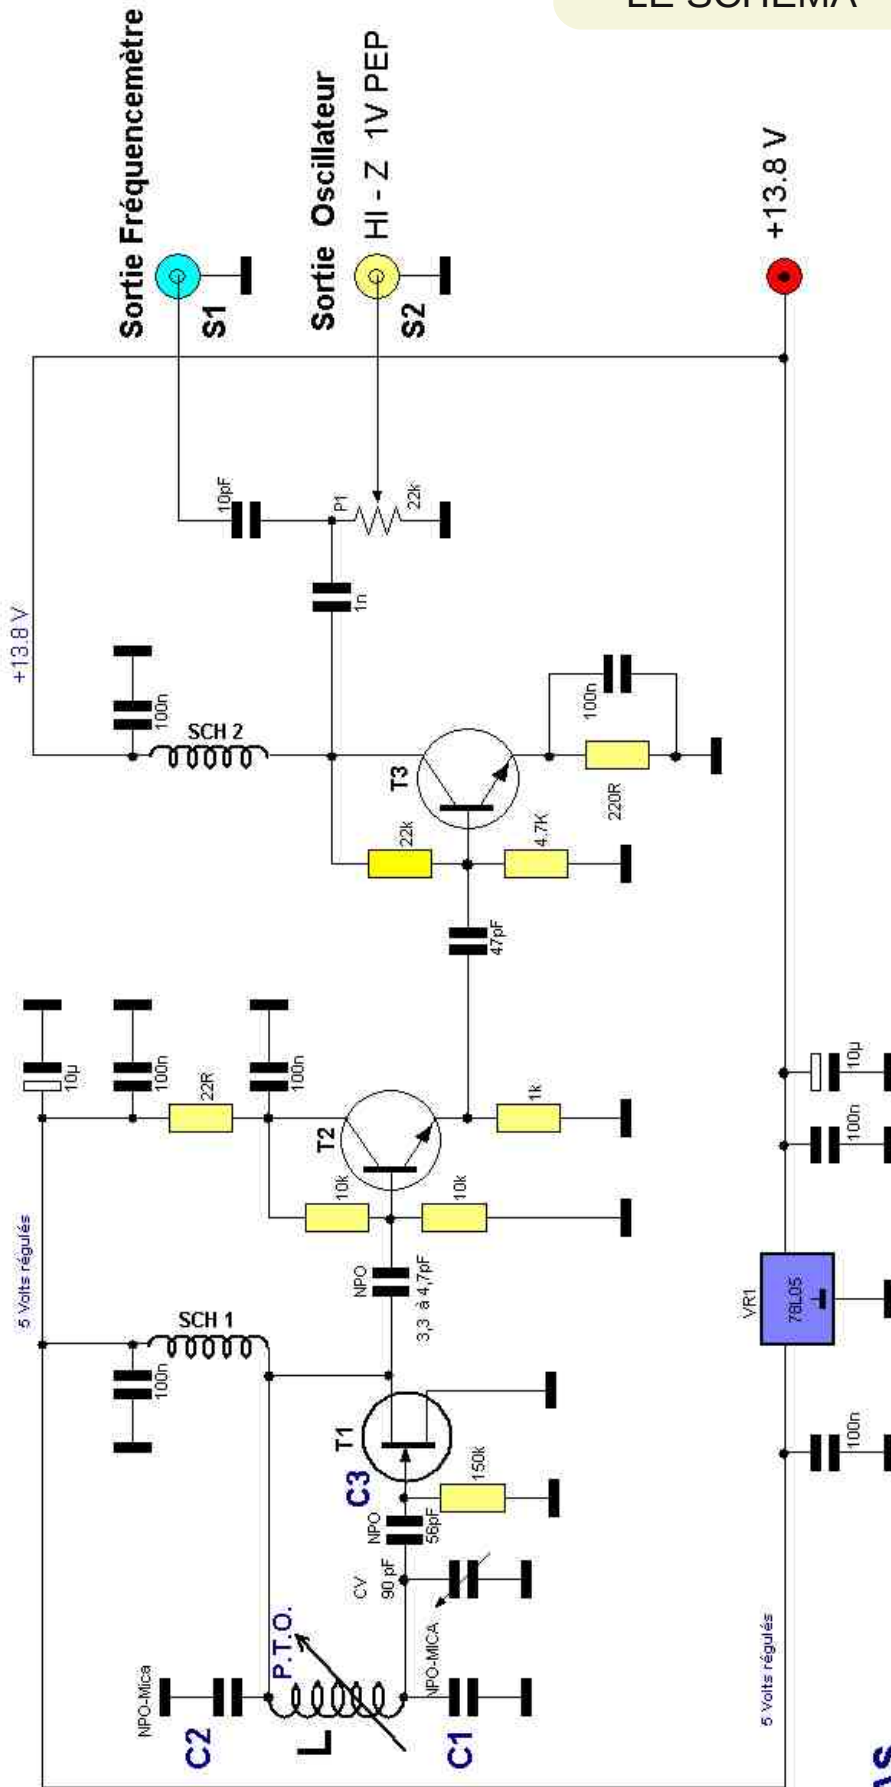 LE SCHEMA
Sortie Fréquencemètre
S1
Sortie Oscillateur
HI - Z 1V PEP
S2
+13.8 V
+13.8 V
10pF
P1
22k
1n
100n
SCH 2
T3
22k
4.7K
220R
100n
47pF
5 Volts régulés
10µ
100n
22R
100n
T2
10k
10k
1k
NPO
3,3 à 4,7pF
SCH 1
100n
T1
C3
NPO
56pF
150k
CV
90 pF
NPO-Mica
C2
P.T.O.
L
NPO-MICA
C1
5 Volts régulés
VR1
78L05
100n
100n
10µ